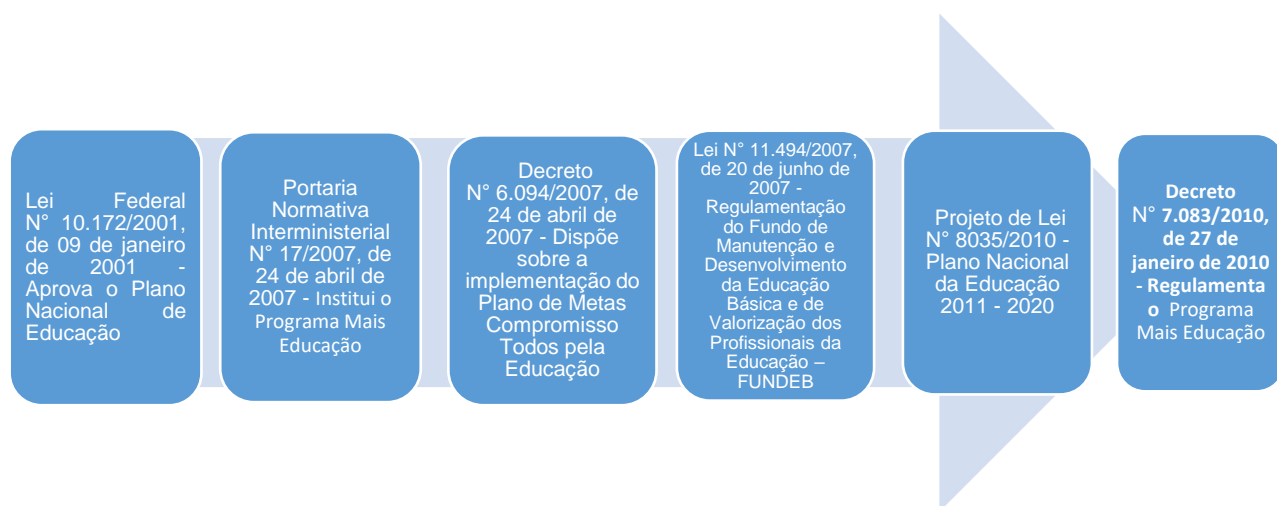 Lei Federal
N° 10.172/2001,
de 09 de janeiro
de 2001 -
Aprova o Plano
Nacional de
Educação
Portaria
Normativa
Interministerial
N° 17/2007, de
24 de abril de
2007 - Institui o
Programa Mais
Educação
Decreto
N° 6.094/2007, de
24 de abril de
2007 - Dispõe
sobre a
implementação do
Plano de Metas
Compromisso
Todos pela
Educação
Lei N° 11.494/2007,
de 20 de junho de
2007 -
Regulamentação
do Fundo de
Manutenção e
Desenvolvimento
da Educação
Básica e de
Valorização dos
Profissionais da
Educação –
FUNDEB
Projeto de Lei
N° 8035/2010 -
Plano Nacional
da Educação
2011 - 2020
Decreto
N° 7.083/2010,
de 27 de
janeiro de 2010
- Regulamenta
o Programa
Mais Educação